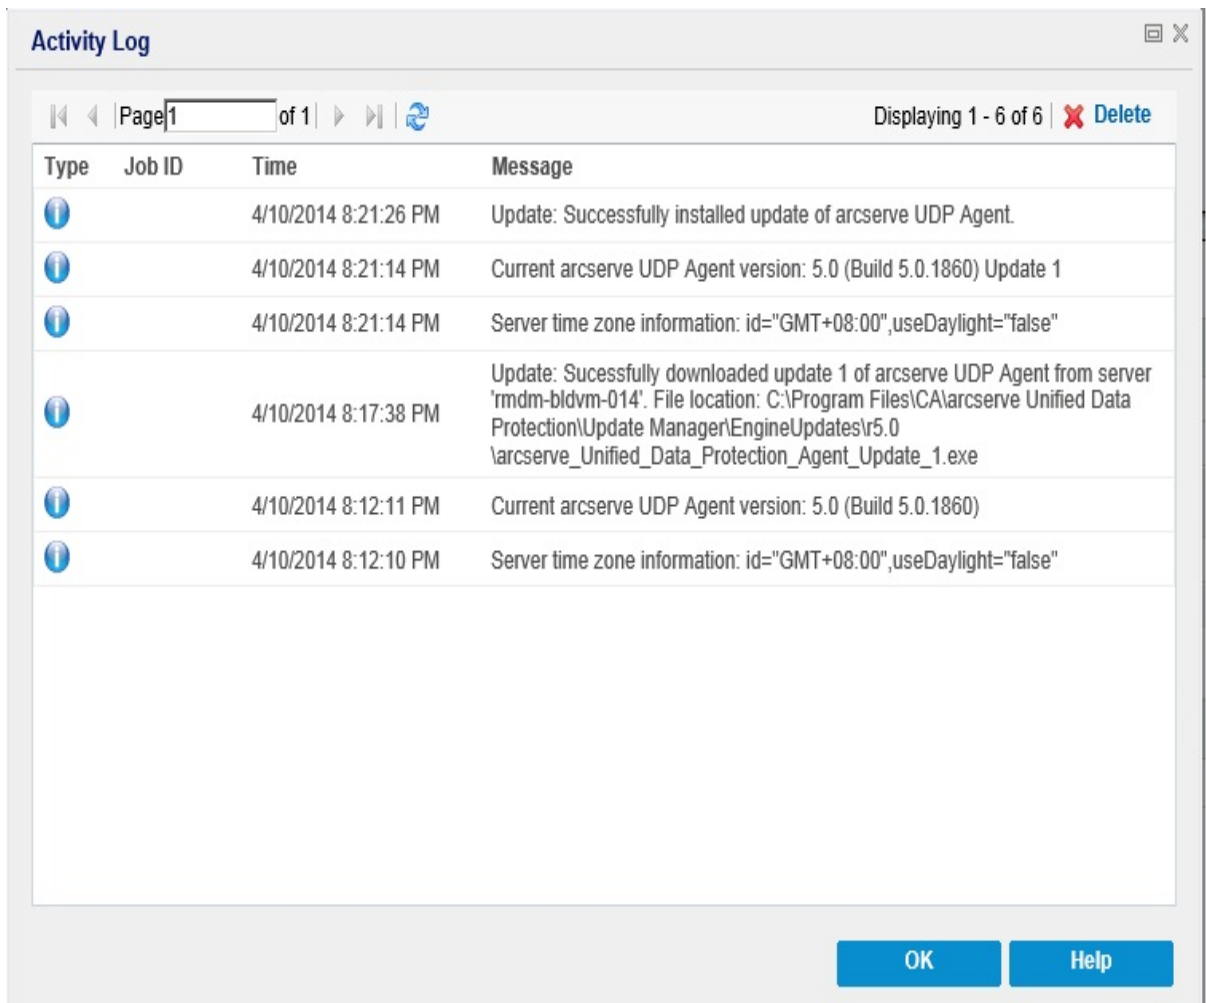 Activity Log
Page 1 of 1 Displaying 1 - 6 of 6 Delete
Type Job ID Time Message
4/10/2014 8:21:26 PM Update: Successfully installed update of arcserve UDP Agent.
4/10/2014 8:21:14 PM Current arcserve UDP Agent version: 5.0 (Build 5.0.1860) Update 1
4/10/2014 8:21:14 PM Server time zone information: id="GMT+08:00",useDaylight="false"
Update: Sucessfully downloaded update 1 of arcserve UDP Agent from server
'rmdm-bldvm-014'. File location: C:\Program Files\CA\arcserve Unified Data
4/10/2014 8:17:38 PM
Protection\Update Manager\EngineUpdates\r5.0
\arcserve_Unified_Data_Protection_Agent_Update_1.exe
4/10/2014 8:12:11 PM Current arcserve UDP Agent version: 5.0 (Build 5.0.1860)
4/10/2014 8:12:10 PM Server time zone information: id="GMT+08:00",useDaylight="false"
OK Help